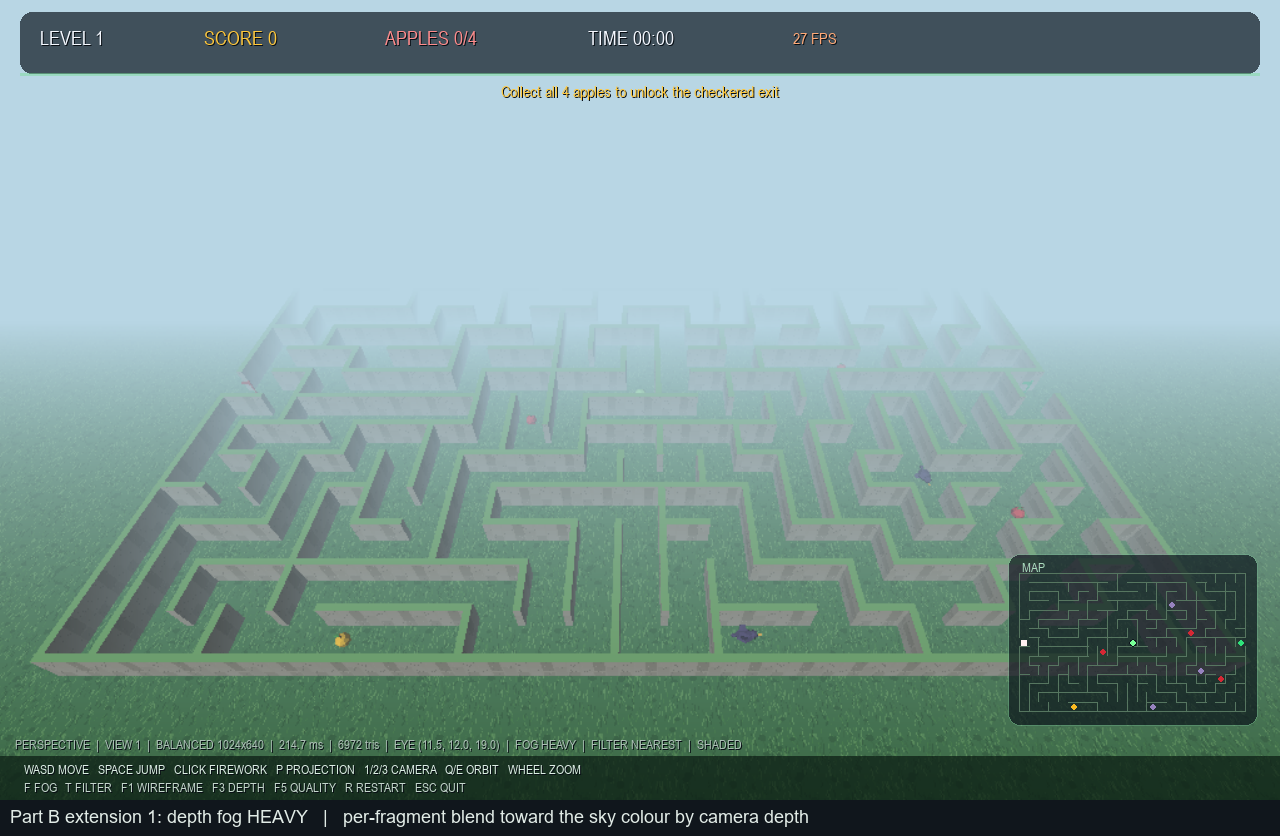 LEVEL 1 SCORE 0 APPLES 0/4 TIME 00:00 27 FPS
Collect all 4 apples to unlock the checkered exit
MAP
PERSPECTIVE | VIEW 1 | BALANCED 1024x640 | 214.7 ms | 6972 tris | EYE (11.5, 12.0, 19.0) | FOG HEAVY | FILTER NEAREST | SHADED
WASD MOVE SPACE JUMP CLICK FIREWORK P PROJECTION 1/2/3 CAMERA Q/E ORBIT WHEEL ZOOM
F FOG T FILTER F1 WIREFRAME F3 DEPTH F5 QUALITY R RESTART ESC QUIT
Part B extension 1: depth fog HEAVY | per-fragment blend toward the sky colour by camera depth